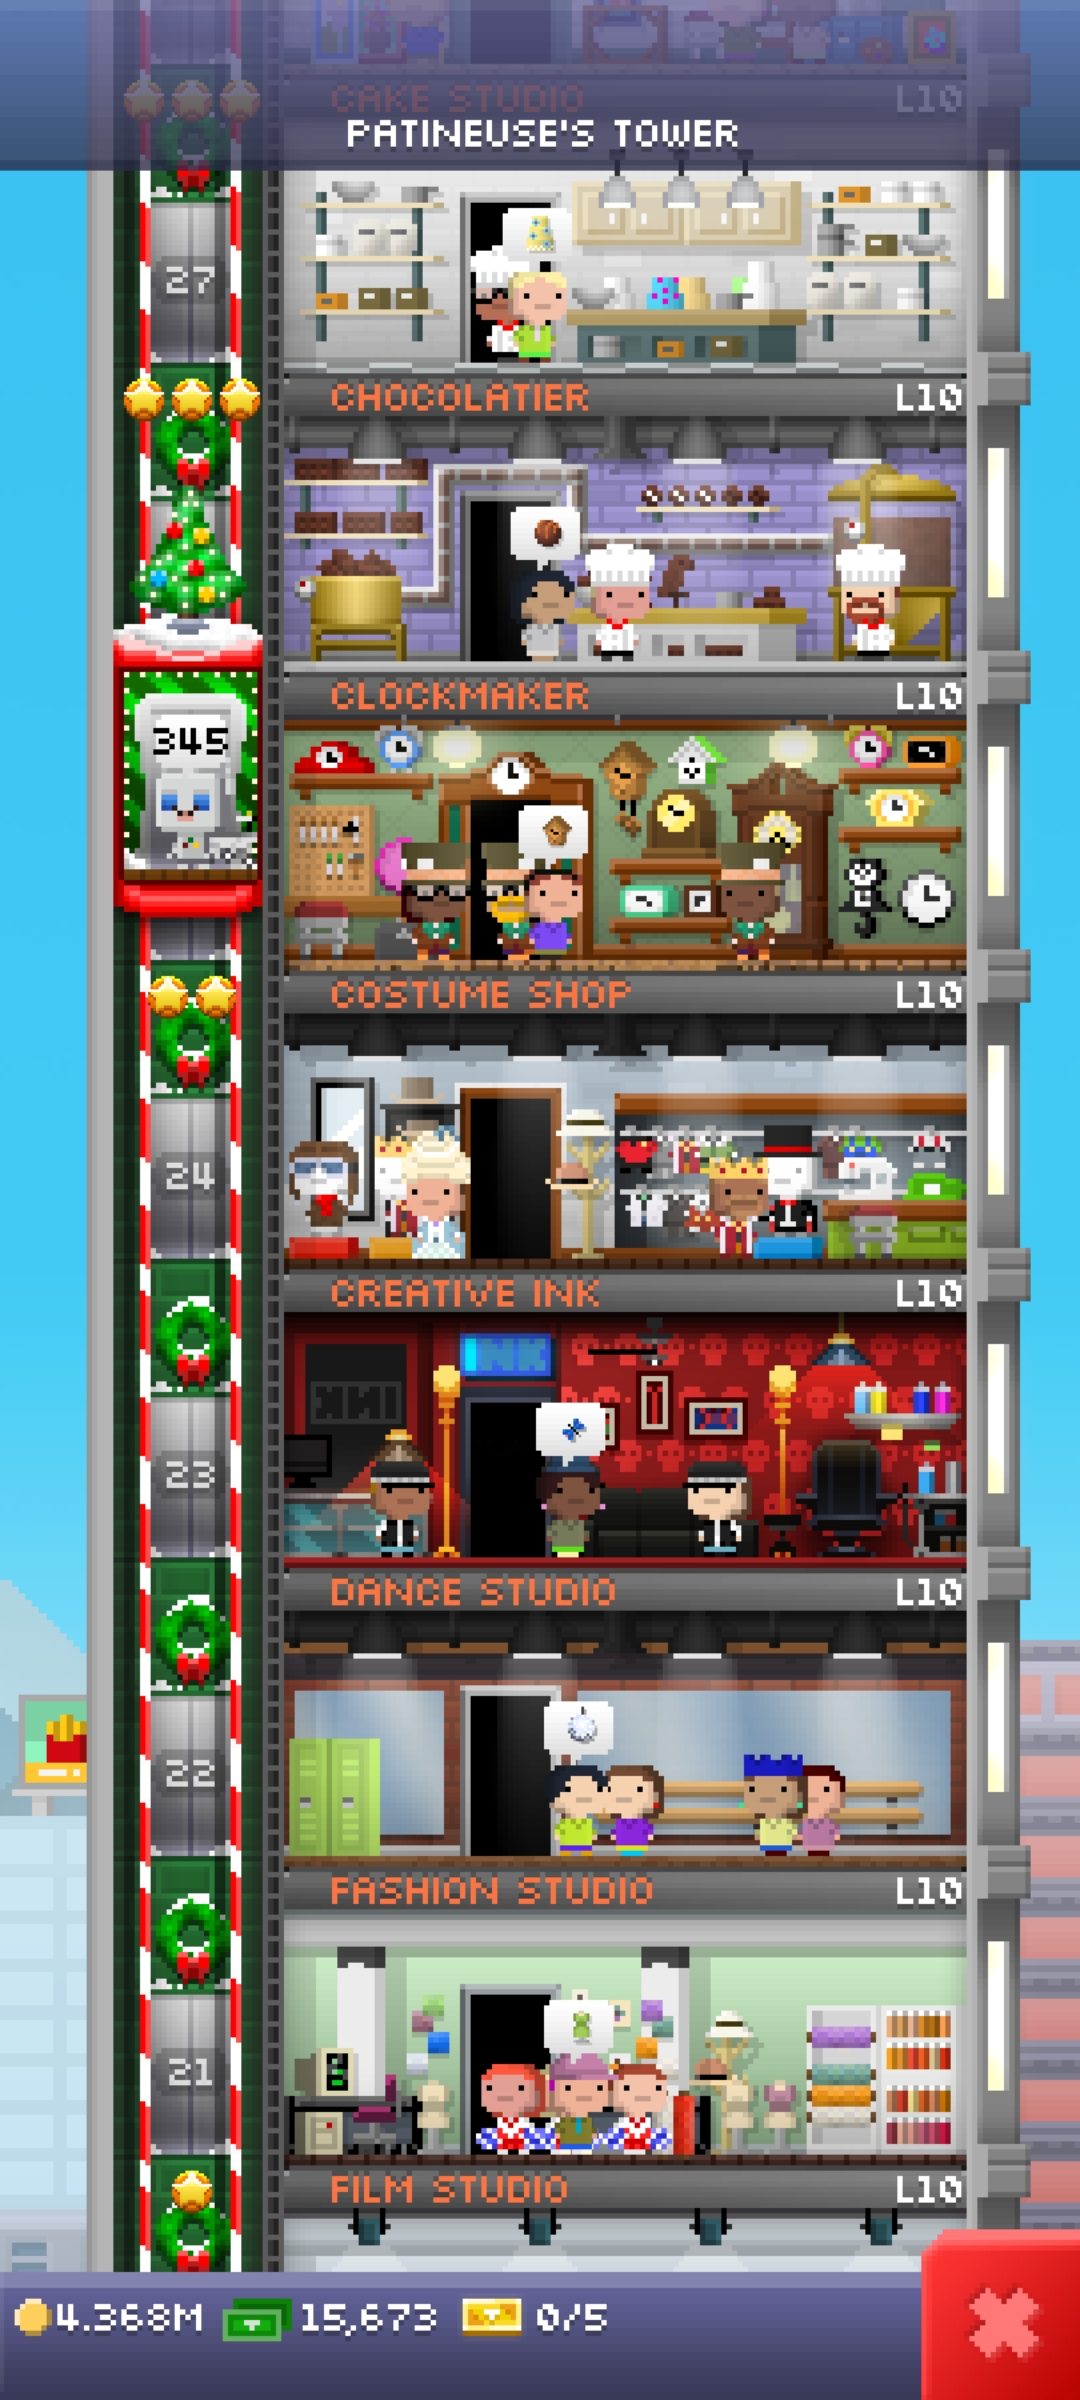 CAKE STUDIO L10
PATINEUSE'S TOWER
27
CHOCOLATIER L10
CLOCKMAKER L10
345
COSTUME SHOP L10
24
CREATIVE INK L10
INK
INK
23
DANCE STUDIO L10
22
FASHION STUDIO L10
21
FILM STUDIO L10
4.368M 15,673 0/5